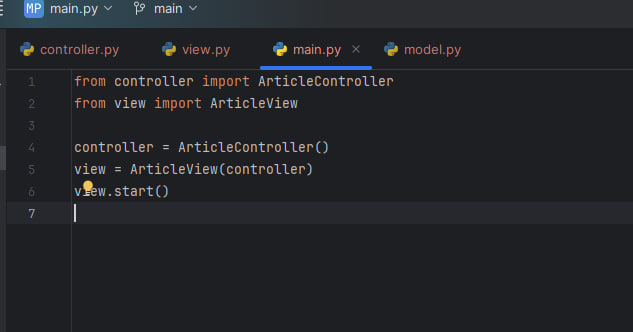 MP main.py main
controller.py view.py main.py model.py
1 from controller import ArticleController
2 from view import ArticleView
3
4 controller = ArticleController()
5 view = ArticleView(controller)
6 view.start()
7